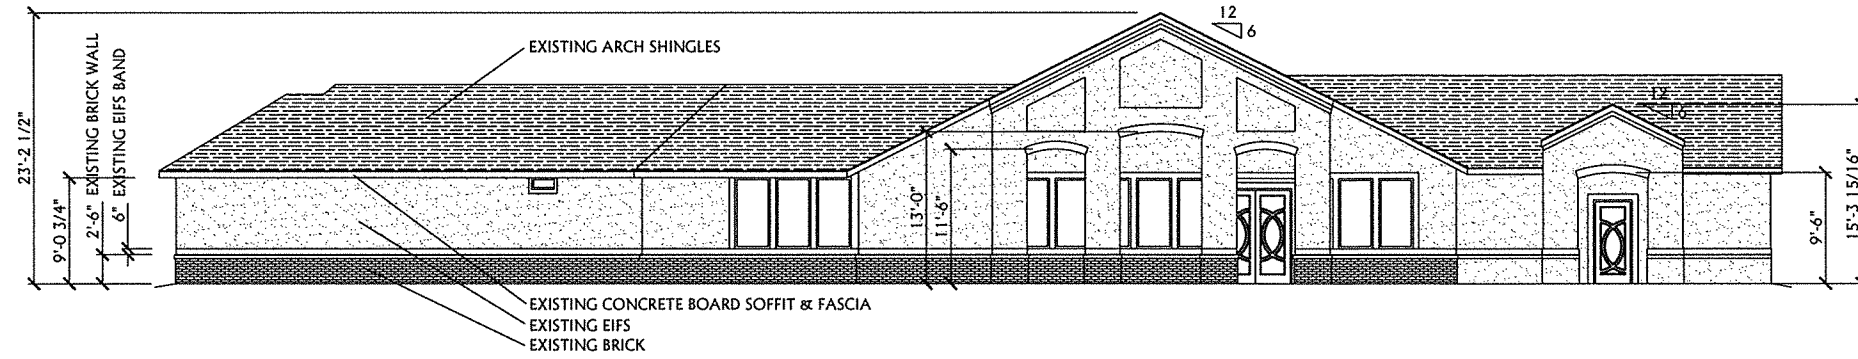 EXISTING ARCH SHINGLES
12
6
23'-2 1/2"
9'-0 3/4"
2'-6" EXISTING BRICK WALL
6" EXISTING EIFS BAND
13'-0"
11'-6"
12
16
9'-6"
15'-3 15/16"
EXISTING CONCRETE BOARD SOFFIT & FASCIA
EXISTING EIFS
EXISTING BRICK